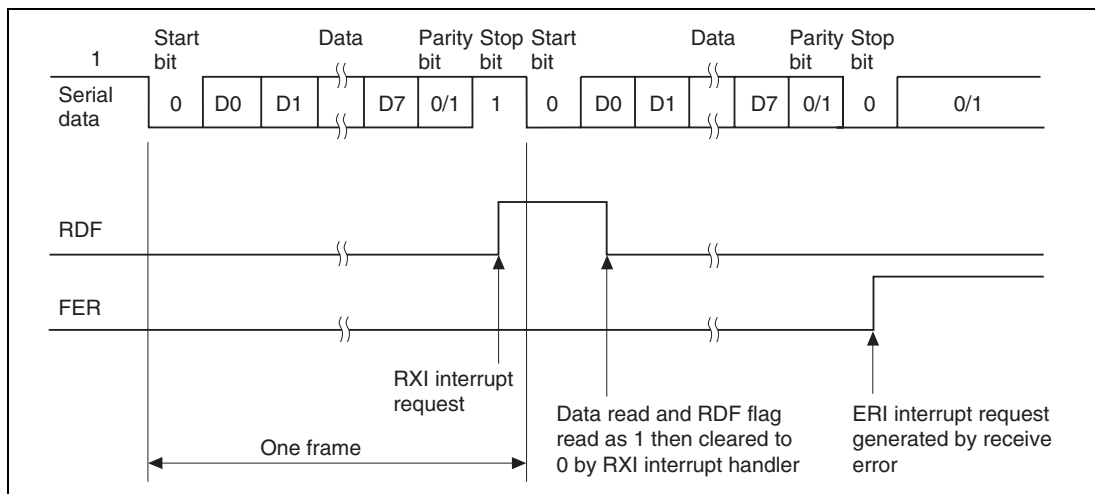 1
Start bit
Data
Parity bit
Stop bit
Start bit
Data
Parity bit
Stop bit
Serial data
0
D0
D1
D7
0/1
1
0
D0
D1
D7
0/1
0
0/1
RDF
FER
RXI interrupt
request
Data read and RDF flag
read as 1 then cleared to
0 by RXI interrupt handler
ERI interrupt request
generated by receive
error
One frame